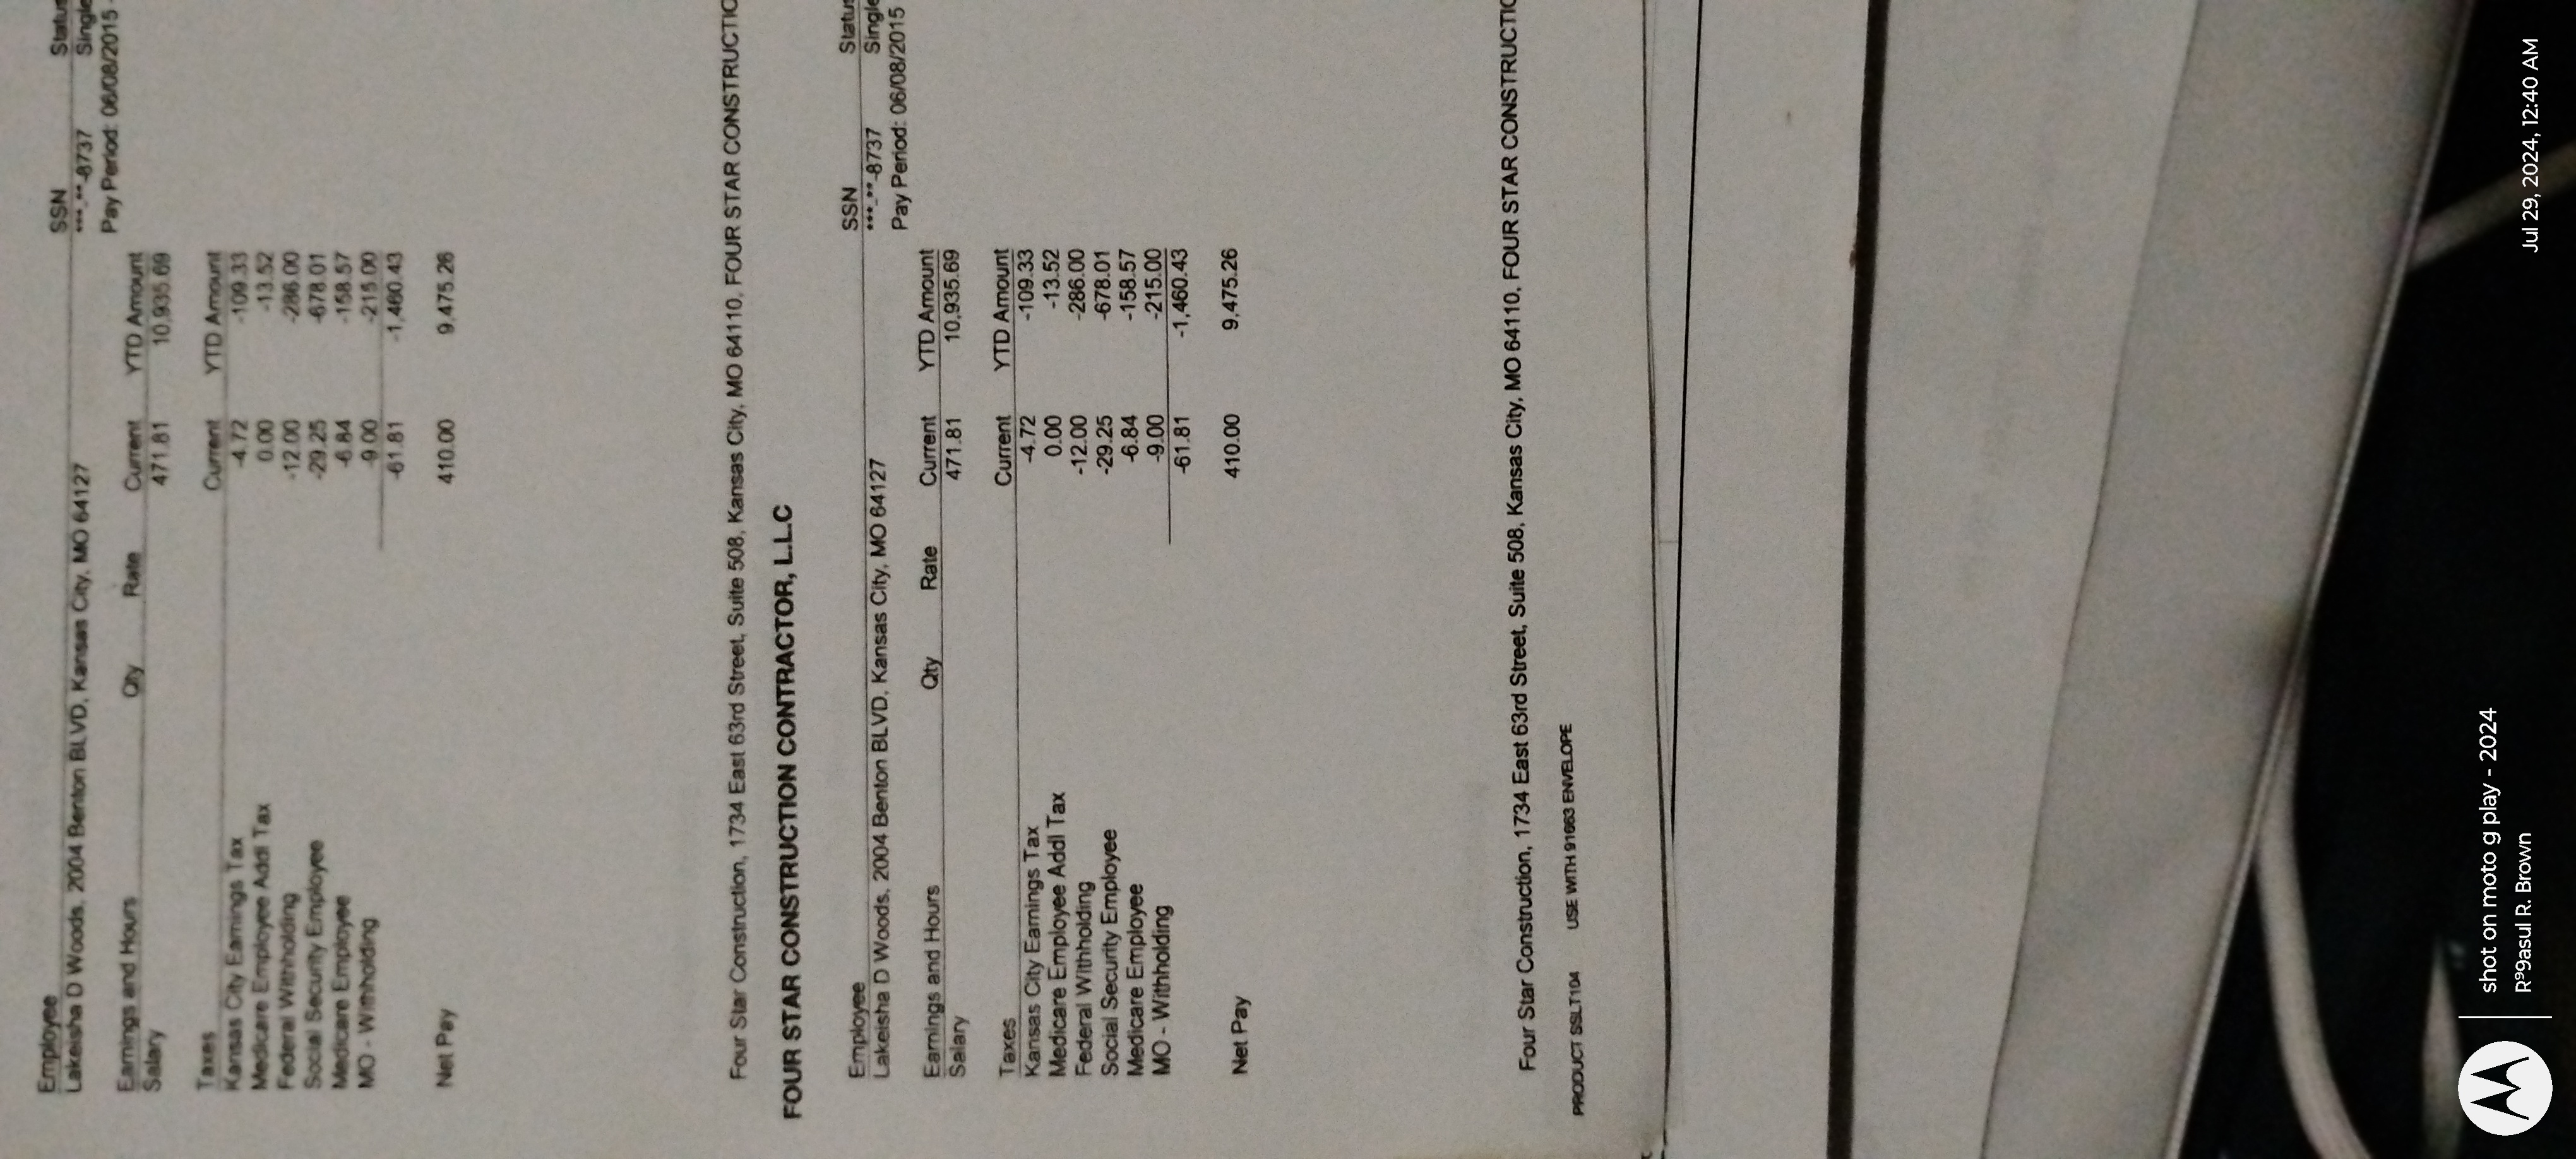 Employee SSN Status
Lakeisha D Woods, 2004 Benton BLVD, Kansas City, MO 64127 ***-**-8737 Single
Pay Period: 06/08/2015 -
Earnings and Hours Qty Rate Current YTD Amount
Salary 471.81 10,935.69
Taxes Current YTD Amount
Kansas City Earnings Tax -4.72 -109.33
Medicare Employee Addl Tax 0.00 -13.52
Federal Withholding -12.00 -286.00
Social Security Employee -29.25 -678.01
Medicare Employee -6.84 -158.57
MO - Withholding -9.00 -215.00
-61.81 -1,460.43
Net Pay 410.00 9,475.26
Four Star Construction, 1734 East 63rd Street, Suite 508, Kansas City, MO 64110, FOUR STAR CONSTRUCTIO
FOUR STAR CONSTRUCTION CONTRACTOR, L.L.C
Employee SSN Status
Lakeisha D Woods, 2004 Benton BLVD, Kansas City, MO 64127 ***-**-8737 Single
Pay Period: 06/08/2015
Earnings and Hours Qty Rate Current YTD Amount
Salary 471.81 10,935.69
Taxes Current YTD Amount
Kansas City Earnings Tax -4.72 -109.33
Medicare Employee Addl Tax 0.00 -13.52
Federal Withholding -12.00 -286.00
Social Security Employee -29.25 -678.01
Medicare Employee -6.84 -158.57
MO - Withholding -9.00 -215.00
-61.81 -1,460.43
Net Pay 410.00 9,475.26
Four Star Construction, 1734 East 63rd Street, Suite 508, Kansas City, MO 64110, FOUR STAR CONSTRUCTIO
PRODUCT SSLT104 USE WITH 91663 ENVELOPE
shot on moto g play - 2024
R⁹9asul R. Brown
Jul 29, 2024, 12:40 AM